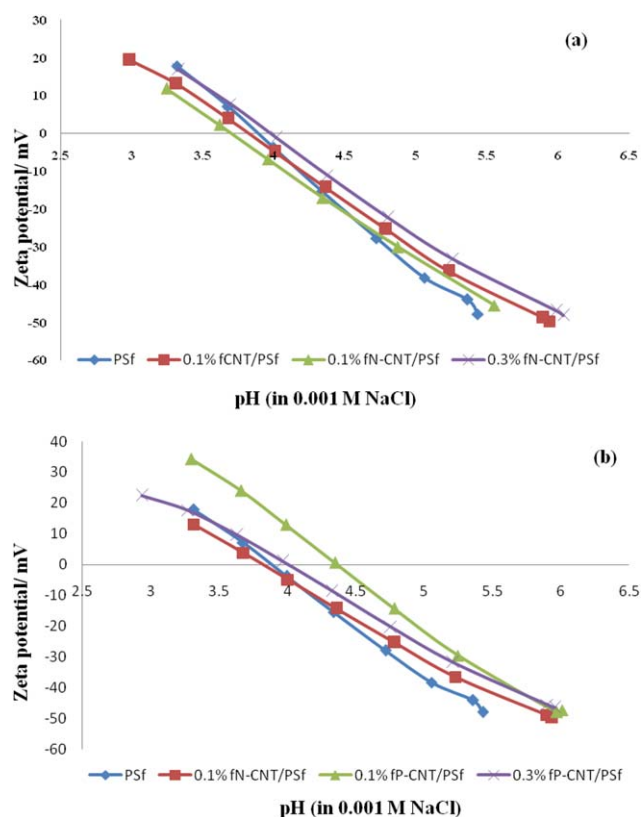 30
(a)
20
10
0
2.5 3 3.5 4 4.5 5 5.5 6 6.5
-10
-20
-30
-40
-50
-60
Zeta potential/ mV
PSf 0.1% fCNT/PSf 0.1% fN-CNT/PSf 0.3% fN-CNT/PSf
pH (in 0.001 M NaCl)
40
(b)
30
20
10
0
2.5 3 3.5 4 4.5 5 5.5 6 6.5
-10
-20
-30
-40
-50
-60
Zeta potential/ mV
PSf 0.1% fN-CNT/PSf 0.1% fP-CNT/PSf 0.3% fP-CNT/PSf
pH (in 0.001 M NaCl)